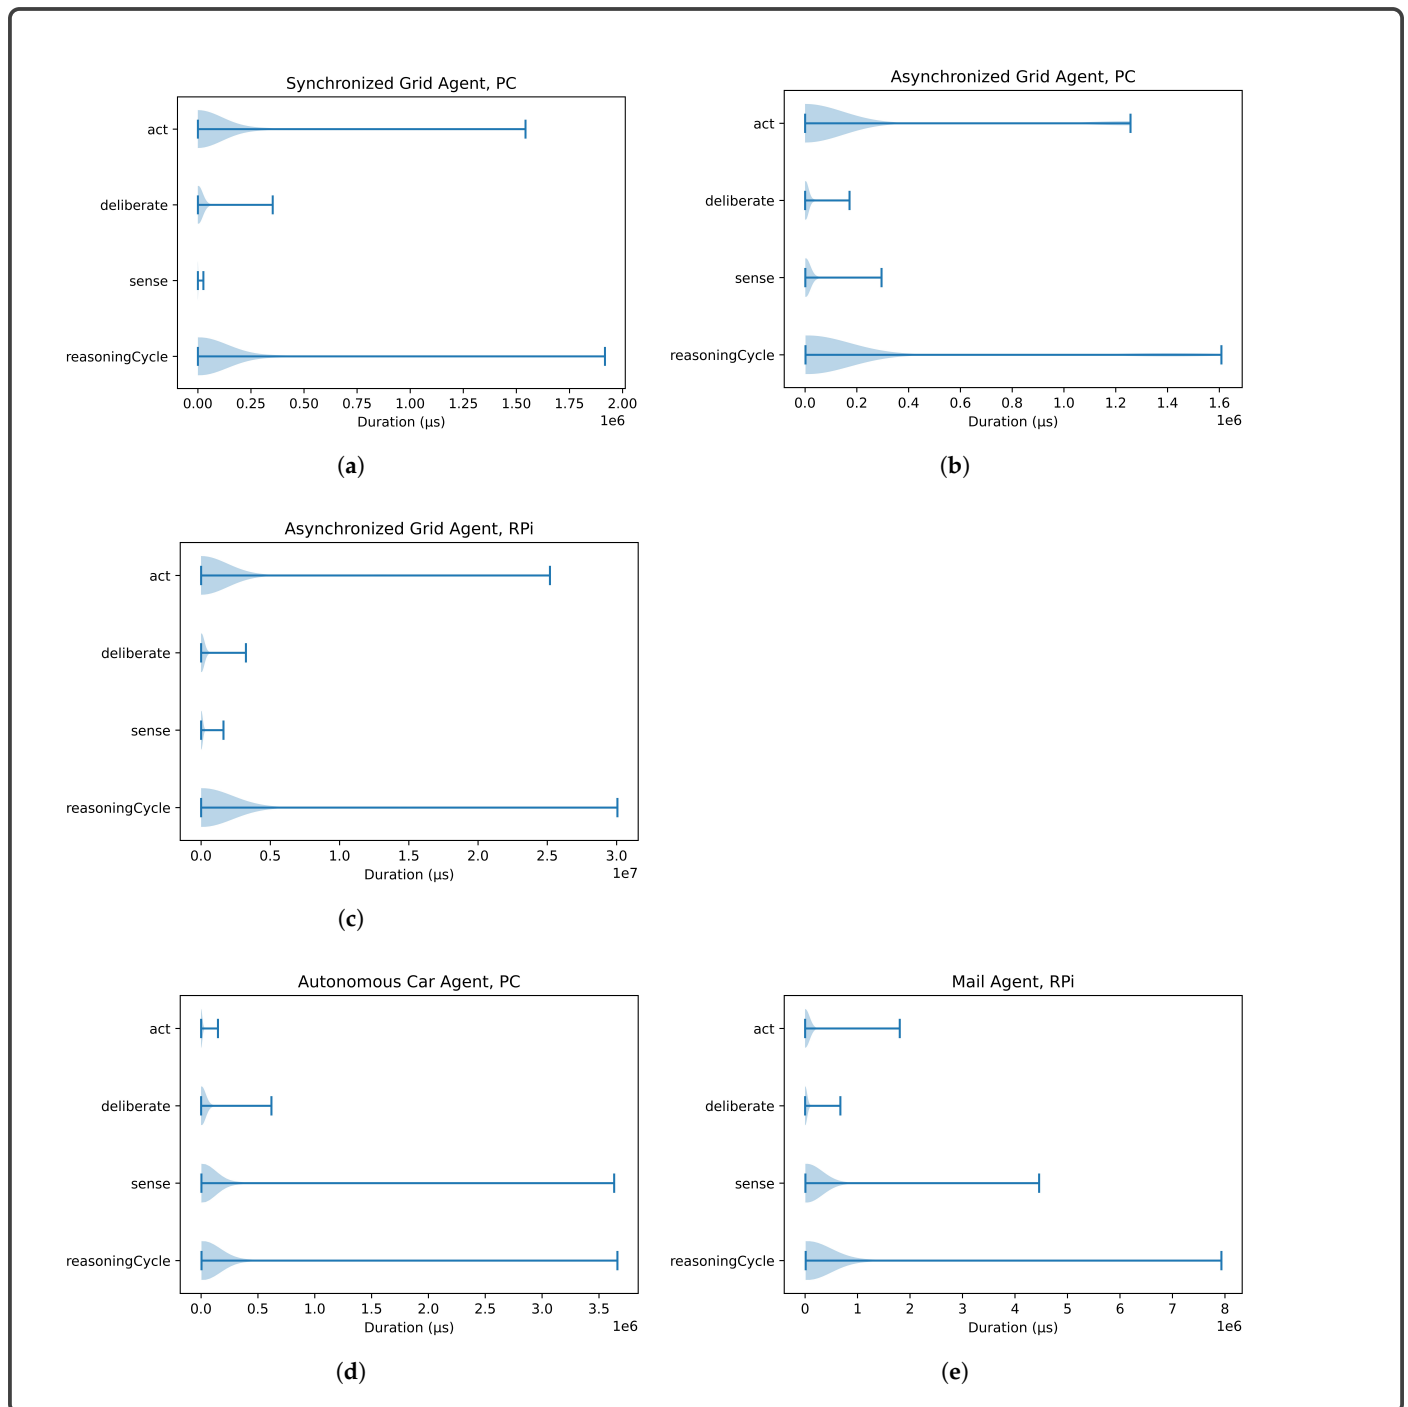 Synchronized Grid Agent, PC
act
deliberate
sense
reasoningCycle
0.00 0.25 0.50 0.75 1.00 1.25 1.50 1.75 2.00
Duration (µs)
1e6
(a)
Asynchronized Grid Agent, PC
act
deliberate
sense
reasoningCycle
0.0 0.2 0.4 0.6 0.8 1.0 1.2 1.4 1.6
Duration (µs)
1e6
(b)
Asynchronized Grid Agent, RPi
act
deliberate
sense
reasoningCycle
0.0 0.5 1.0 1.5 2.0 2.5 3.0
Duration (µs)
1e7
(c)
Autonomous Car Agent, PC
act
deliberate
sense
reasoningCycle
0.0 0.5 1.0 1.5 2.0 2.5 3.0 3.5
Duration (µs)
1e6
(d)
Mail Agent, RPi
act
deliberate
sense
reasoningCycle
0 1 2 3 4 5 6 7 8
Duration (µs)
1e6
(e)